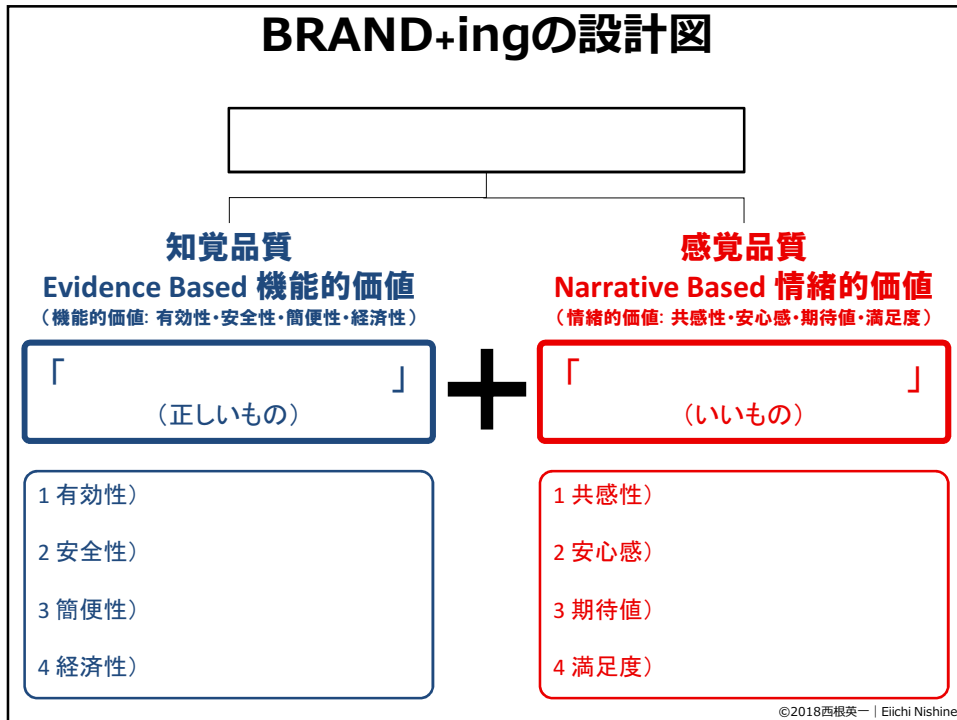 BRAND+ingの設計図
知覚品質
Evidence Based 機能的価値
（機能的価値: 有効性・安全性・簡便性・経済性）
「 」
（正しいもの）
1 有効性）
2 安全性）
3 簡便性）
4 経済性）
＋
感覚品質
Narrative Based 情緒的価値
（情緒的価値: 共感性・安心感・期待値・満足度）
「 」
（いいもの）
1 共感性）
2 安心感）
3 期待値）
4 満足度）
©2018西根英一｜Eiichi Nishine